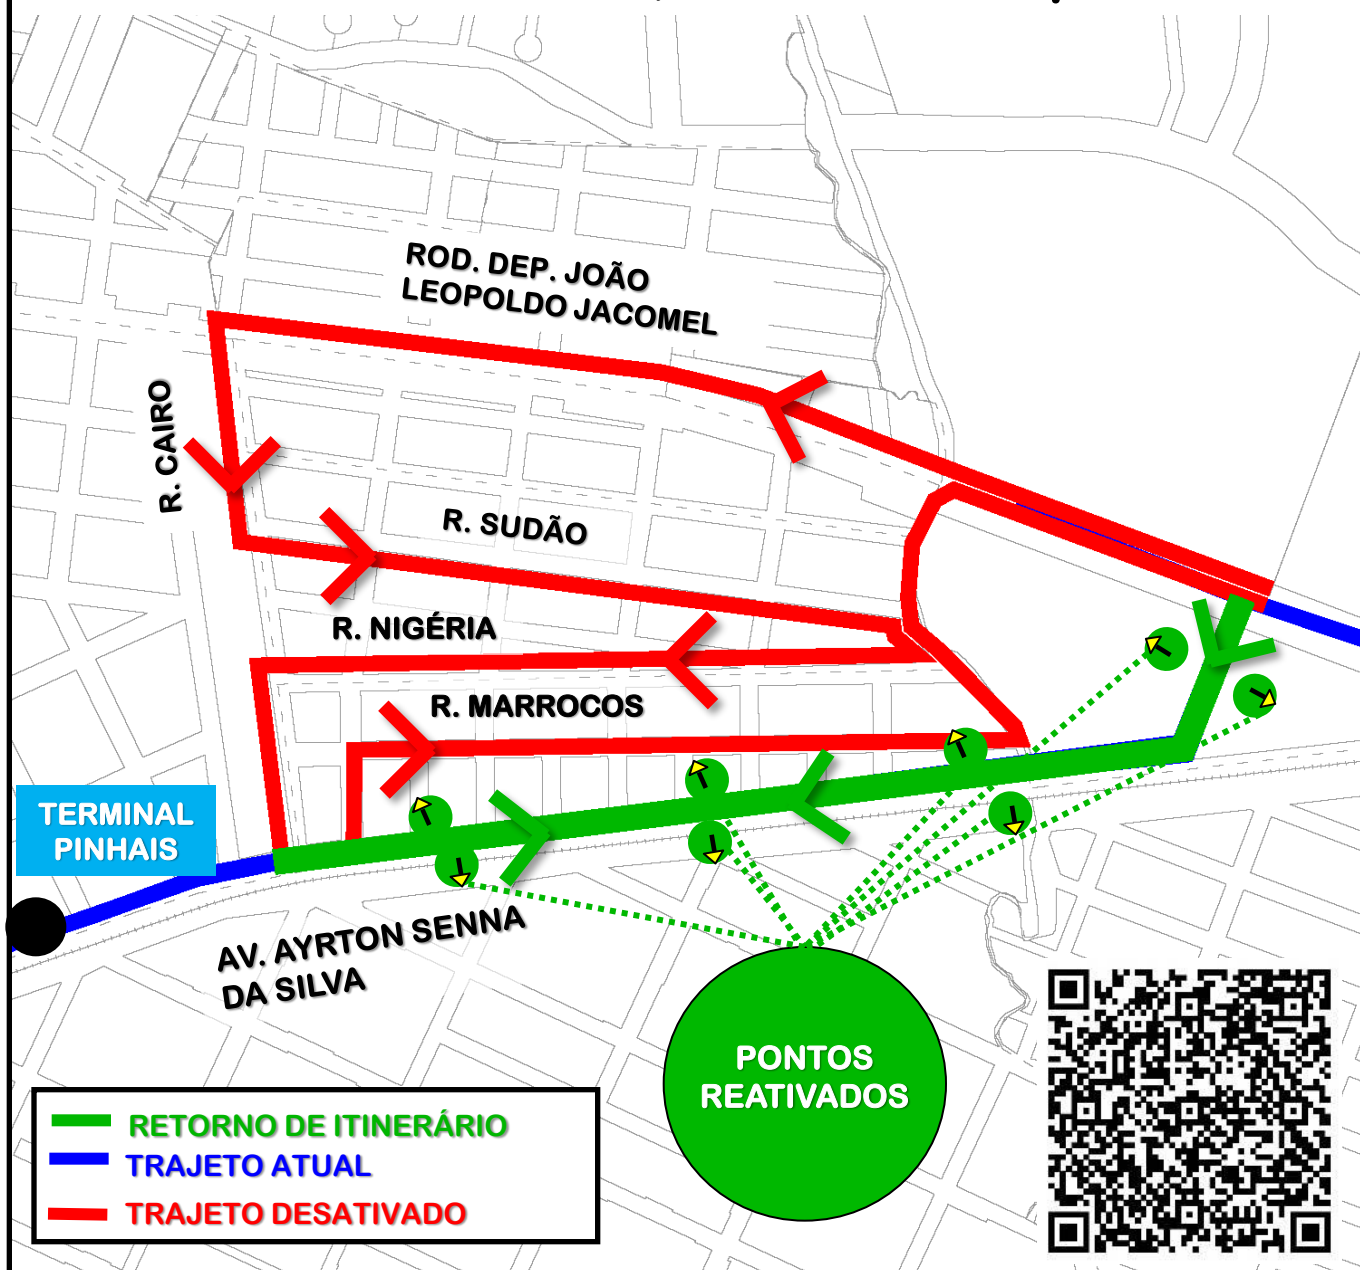 ROD. DEP. JOÃO
LEOPOLDO JACOMEL
R. CAIRO
R. SUDÃO
R. NIGÉRIA
R. MARROCOS
TERMINAL
PINHAIS
AV. AYRTON SENNA
DA SILVA
PONTOS
REATIVADOS
RETORNO DE ITINERÁRIO
TRAJETO ATUAL
TRAJETO DESATIVADO